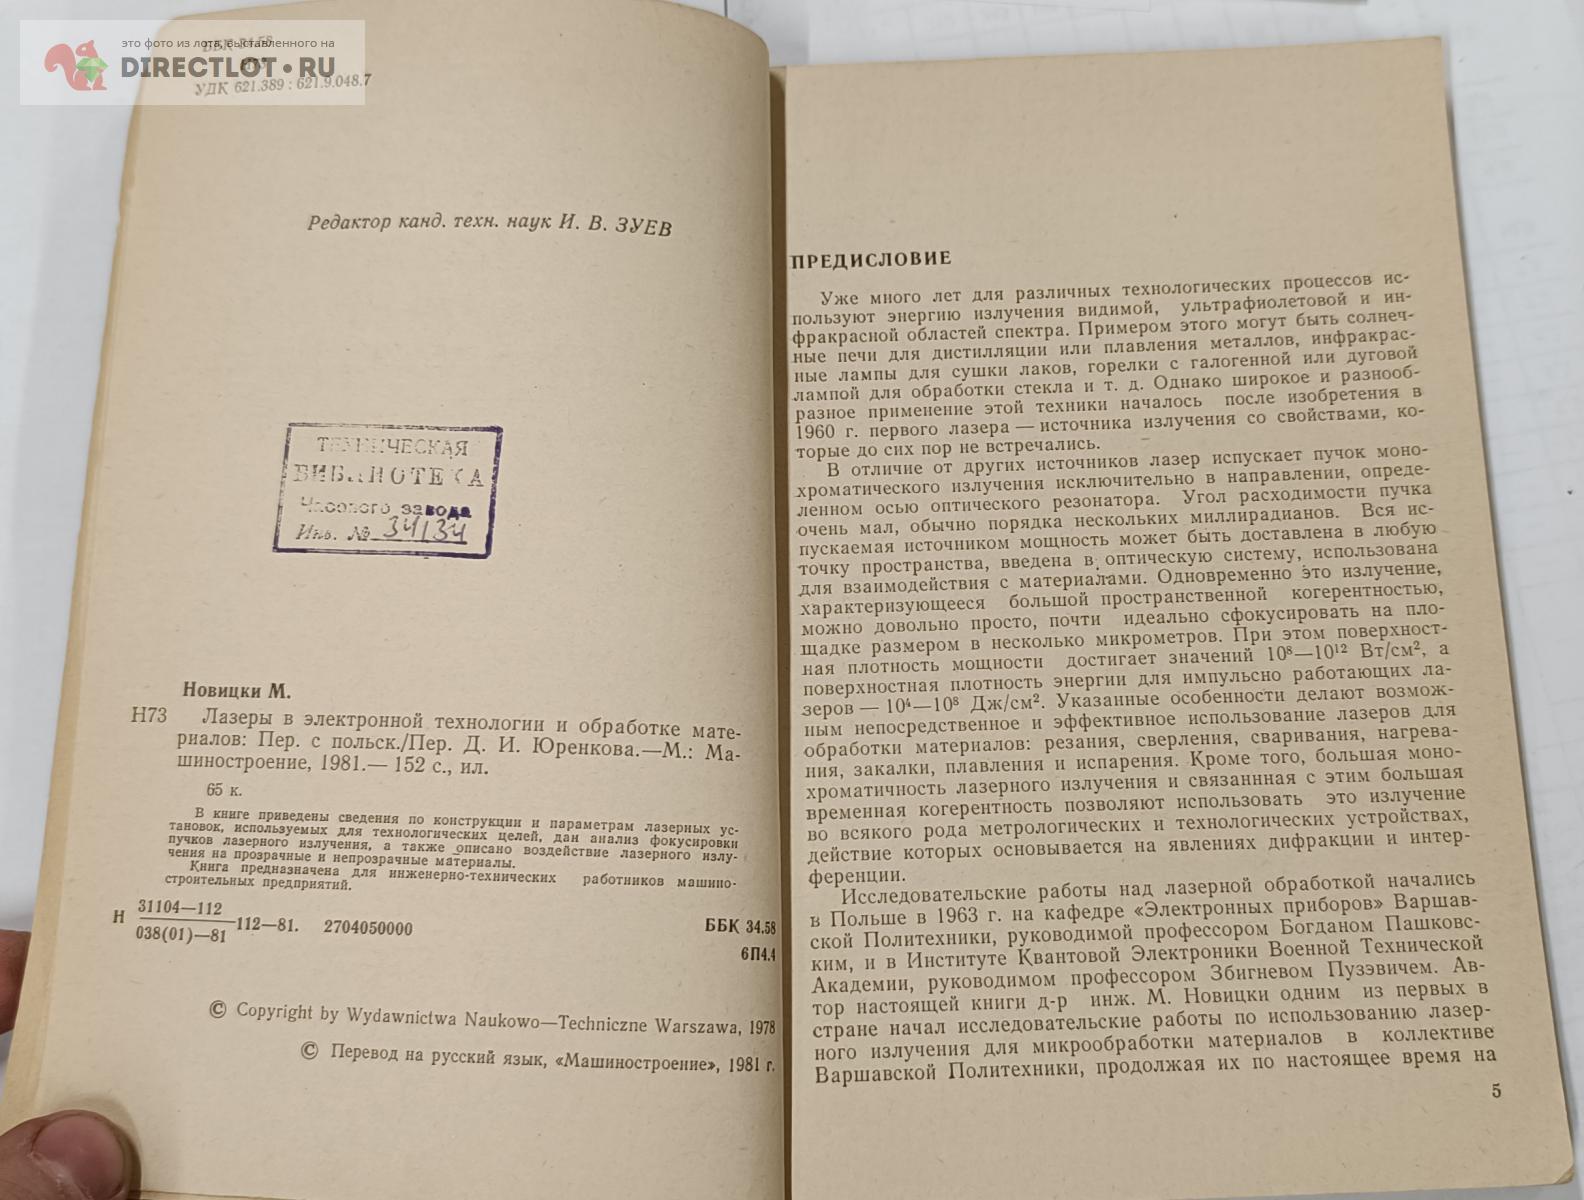 это фото из лота, выставленного на
DIRECTLOT.RU
ББК 34.58
УДК 621.389 : 621.9.048.7
Редактор канд. техн. наук И. В. ЗУЕВ
ТЕХНИЧЕСКАЯ
БИБЛИОТЕКА
Часового завода
Инв. № 34134
Новицки М.
Н73 Лазеры в электронной технологии и обработке мате-
риалов: Пер. с польск./Пер. Д. И. Юренкова.—М.: Ма-
шиностроение, 1981.— 152 с., ил.
65 к.
В книге приведены сведения по конструкции и параметрам лазерных ус-
тановок, используемых для технологических целей, дан анализ фокусировки
пучков лазерного излучения, а также описано воздействие лазерного излу-
чения на прозрачные и непрозрачные материалы.
Книга предназначена для инженерно-технических работников машино-
строительных предприятий.
Н 31104—112
038(01)—81 112—81. 2704050000
ББК 34.58
6П4.4
© Copyright by Wydawnictwa Naukowo—Techniczne Warszawa, 1978
© Перевод на русский язык, «Машиностроение», 1981 г.
ПРЕДИСЛОВИЕ
Уже много лет для различных технологических процессов ис-
пользуют энергию излучения видимой, ультрафиолетовой и ин-
фракрасной областей спектра. Примером этого могут быть солнеч-
ные печи для дистилляции или плавления металлов, инфракрас-
ные лампы для сушки лаков, горелки с галогенной или дуговой
лампой для обработки стекла и т. д. Однако широкое и разнооб-
разное применение этой техники началось после изобретения в
1960 г. первого лазера — источника излучения со свойствами, ко-
торые до сих пор не встречались.
В отличие от других источников лазер испускает пучок моно-
хроматического излучения исключительно в направлении, опреде-
ленном осью оптического резонатора. Угол расходимости пучка
очень мал, обычно порядка нескольких миллирадианов. Вся ис-
пускаемая источником мощность может быть доставлена в любую
точку пространства, введена в оптическую систему, использована
для взаимодействия с материалами. Одновременно это излучение,
характеризующееся большой пространственной когерентностью,
можно довольно просто, почти идеально сфокусировать на пло-
щадке размером в несколько микрометров. При этом поверхност-
ная плотность мощности достигает значений 10⁸—10¹² Вт/см², а
поверхностная плотность энергии для импульсно работающих ла-
зеров — 10⁴—10⁸ Дж/см². Указанные особенности делают возмож-
ным непосредственное и эффективное использование лазеров для
обработки материалов: резания, сверления, сваривания, нагрева-
ния, закалки, плавления и испарения. Кроме того, большая моно-
хроматичность лазерного излучения и связаннная с этим большая
временная когерентность позволяют использовать это излучение
во всякого рода метрологических и технологических устройствах,
действие которых основывается на явлениях дифракции и интер-
ференции.
Исследовательские работы над лазерной обработкой начались
в Польше в 1963 г. на кафедре «Электронных приборов» Варшав-
ской Политехники, руководимой профессором Богданом Пашковс-
ким, и в Институте Квантовой Электроники Военной Технической
Академии, руководимом профессором Збигневом Пузэвичем. Ав-
тор настоящей книги д-р инж. М. Новицки одним из первых в
стране начал исследовательские работы по использованию лазер-
ного излучения для микрообработки материалов в коллективе
Варшавской Политехники, продолжая их по настоящее время на
5